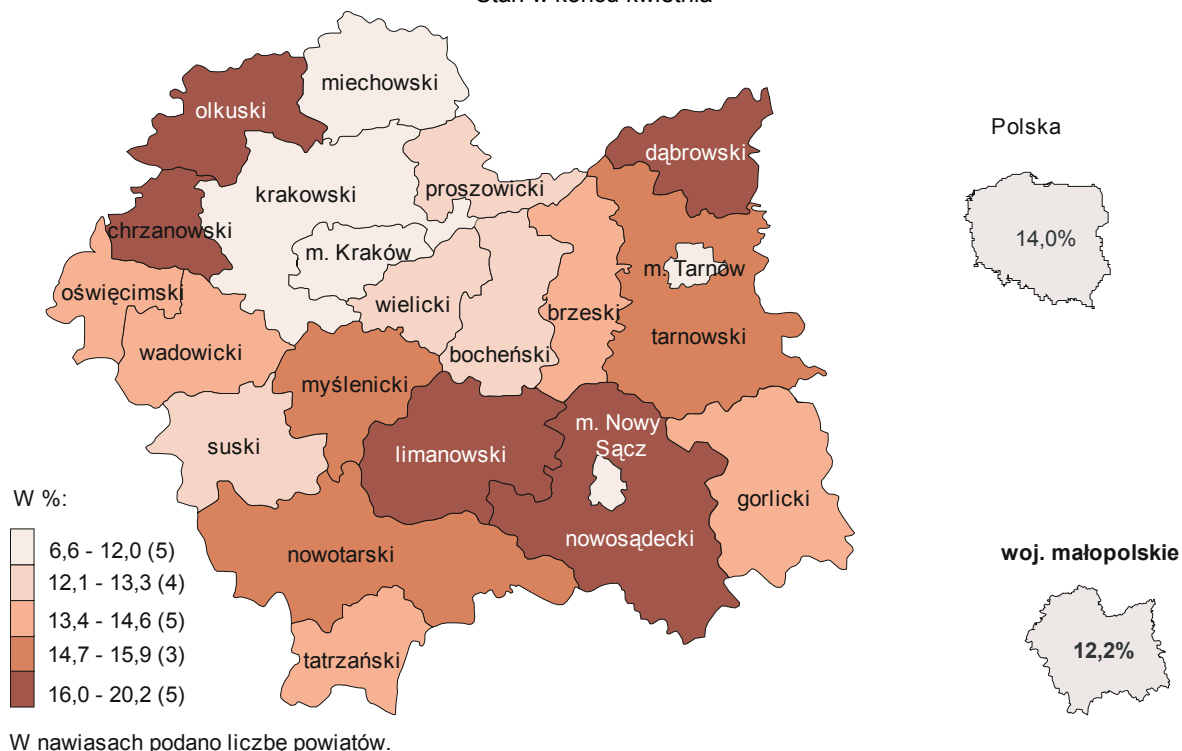 Stan w końcu kwietnia
miechowski
olkuski
Polska
dąbrowski
krakowski
proszowicki
chrzanowski
14,0%
m. Kraków
m. Tarnów
oświęcimski
wielicki
brzeski
tarnowski
wadowicki
bocheński
myślenicki
m. Nowy
Sącz
suski
limanowski
gorlicki
W %:
nowosądecki
6,6 - 12,0 (5)
nowotarski
woj. małopolskie
12,1 - 13,3 (4)
13,4 - 14,6 (5)
14,7 - 15,9 (3)
12,2%
tatrzański
16,0 - 20,2 (5)
W nawiasach podano liczbę powiatów.